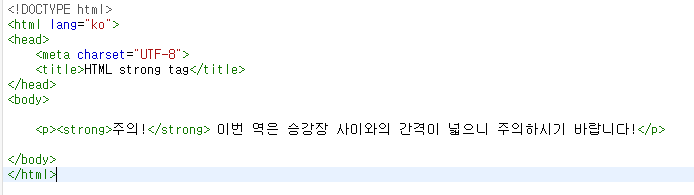 <!DOCTYPE html>
<html lang="ko">
<head>
<meta charset="UTF-8">
<title>HTML strong tag</title>
</head>
<body>
<p><strong>주의!</strong> 이번 역은 승강장 사이와의 간격이 넓으니 주의하시기 바랍니다!</p>
</body>
</html>